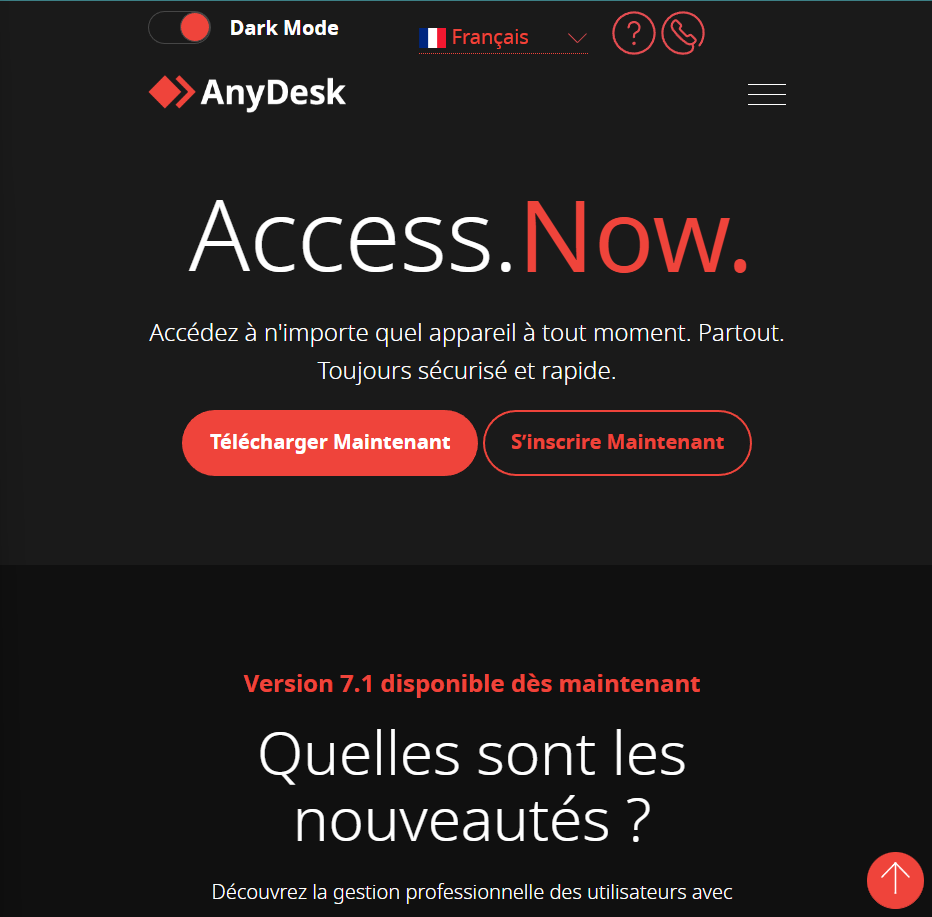 Dark Mode
Français
AnyDesk
Access.Now.
Accédez à n'importe quel appareil à tout moment. Partout.
Toujours sécurisé et rapide.
Télécharger Maintenant
S’inscrire Maintenant
Version 7.1 disponible dès maintenant
Quelles sont les
nouveautés ?
Découvrez la gestion professionnelle des utilisateurs avec